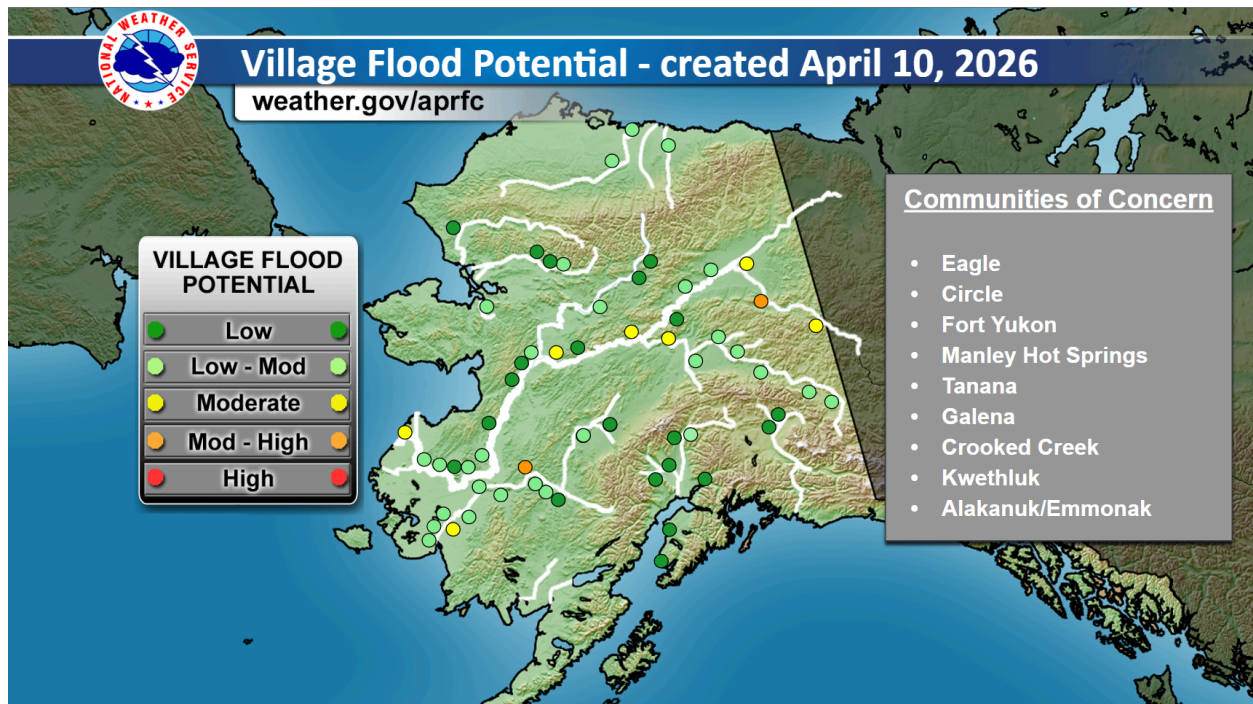 NATIONAL WEATHER SERVICE
Village Flood Potential - created April 10, 2026
weather.gov/aprfc
VILLAGE FLOOD
POTENTIAL
Low
Low - Mod
Moderate
Mod - High
High
Communities of Concern
• Eagle
• Circle
• Fort Yukon
• Manley Hot Springs
• Tanana
• Galena
• Crooked Creek
• Kwethluk
• Alakanuk/Emmonak